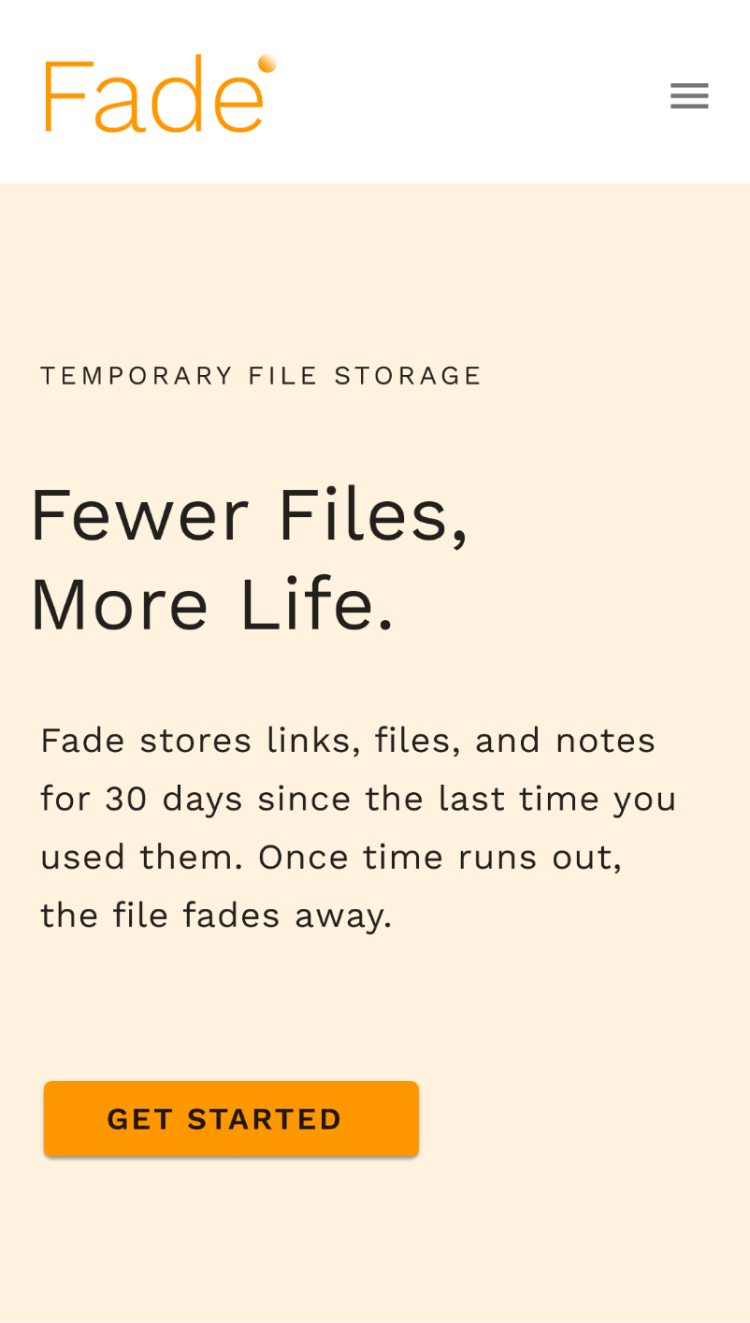 Fade
TEMPORARY FILE STORAGE
Fewer Files,
More Life.
Fade stores links, files, and notes
for 30 days since the last time you
used them. Once time runs out,
the file fades away.
GET STARTED